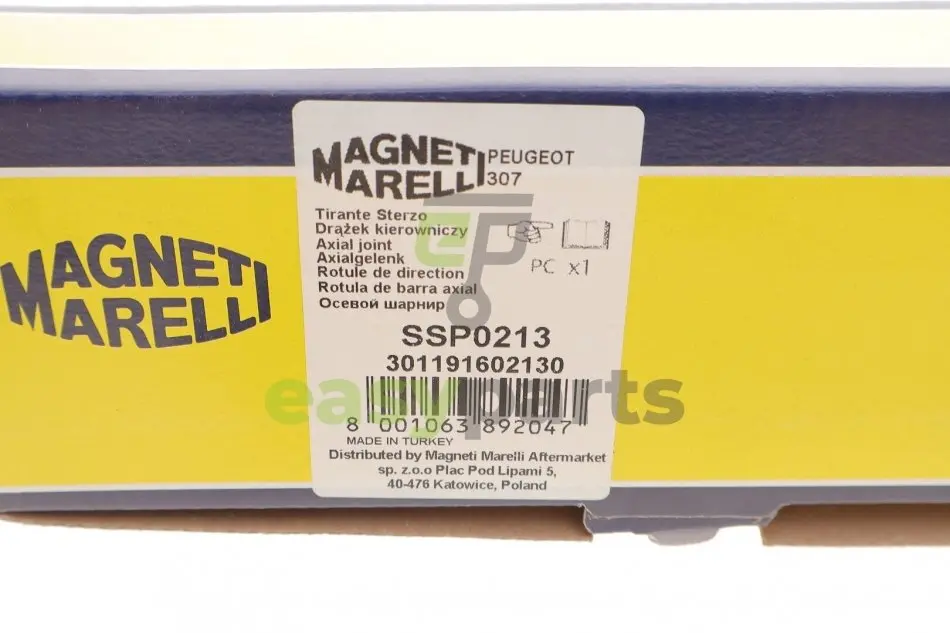 MAGNETI
MARELLI
MAGNETI
MARELLI
PEUGEOT
307
Tirante Sterzo
Drążek kierowniczy
Axial joint
Axialgelenk
Rotule de direction
Rotula de barra axial
Осевой шарнир
PC x1
SSP0213
301191602130
8 001063 892047
MADE IN TURKEY
Distributed by Magneti Marelli Aftermarket
sp. z.o.o Plac Pod Lipami 5,
40-476 Katowice, Poland
easyparts